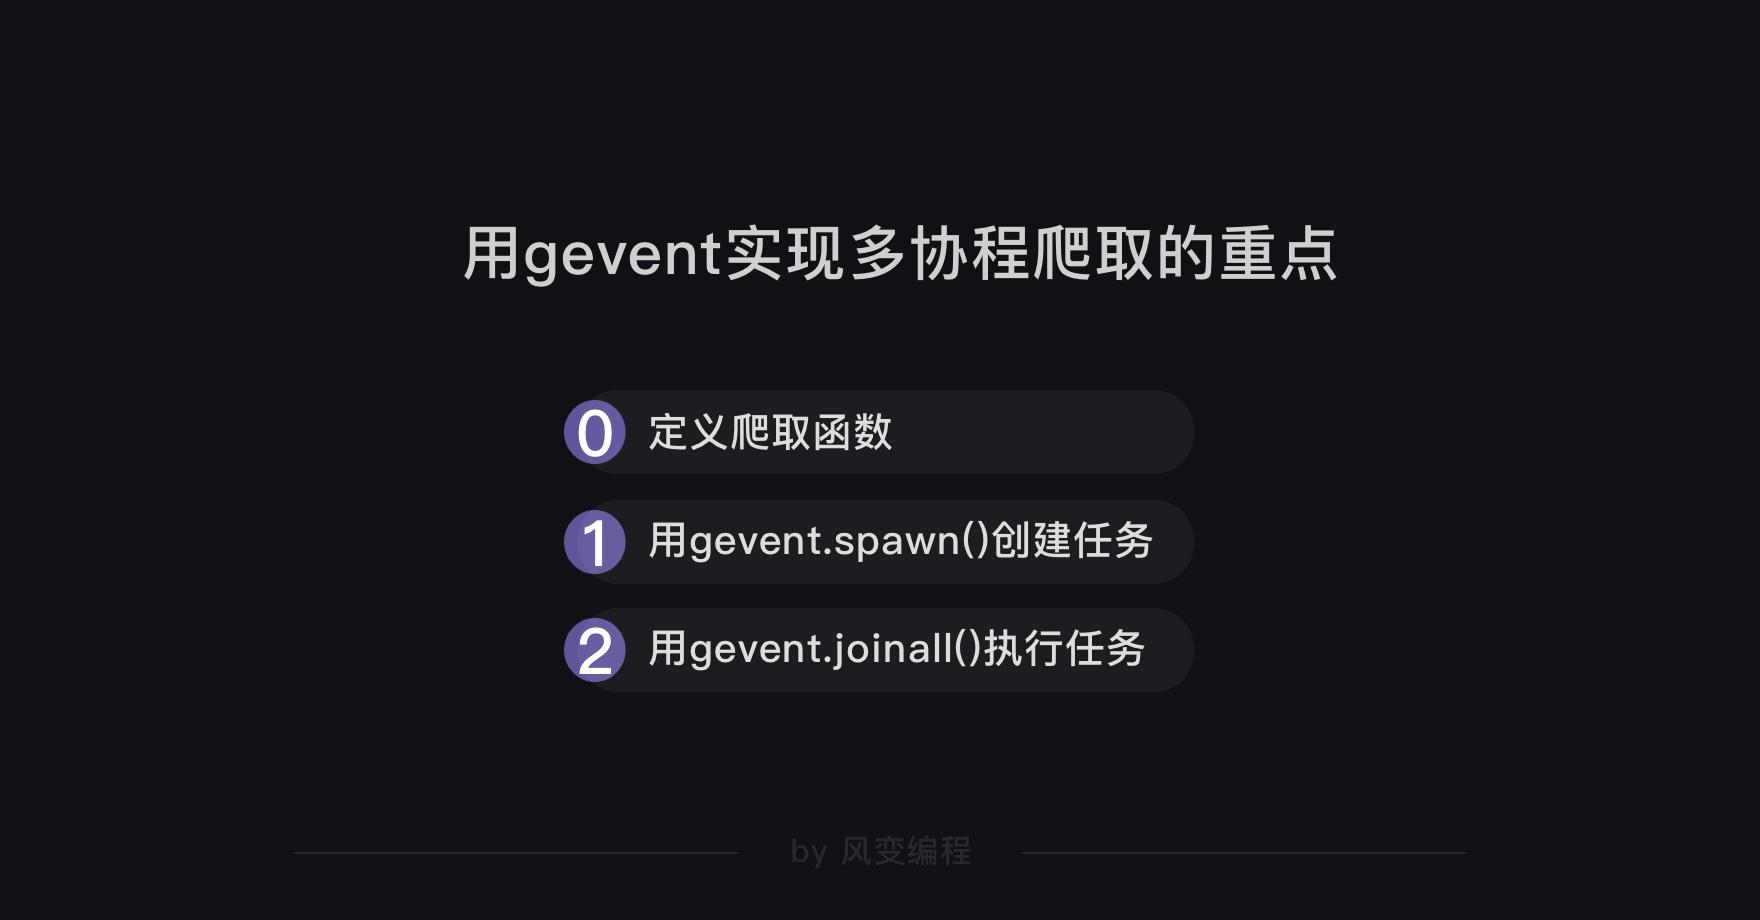 用gevent实现多协程爬取的重点
0 定义爬取函数
1 用gevent.spawn()创建任务
2 用gevent.joinall()执行任务
by 风变编程